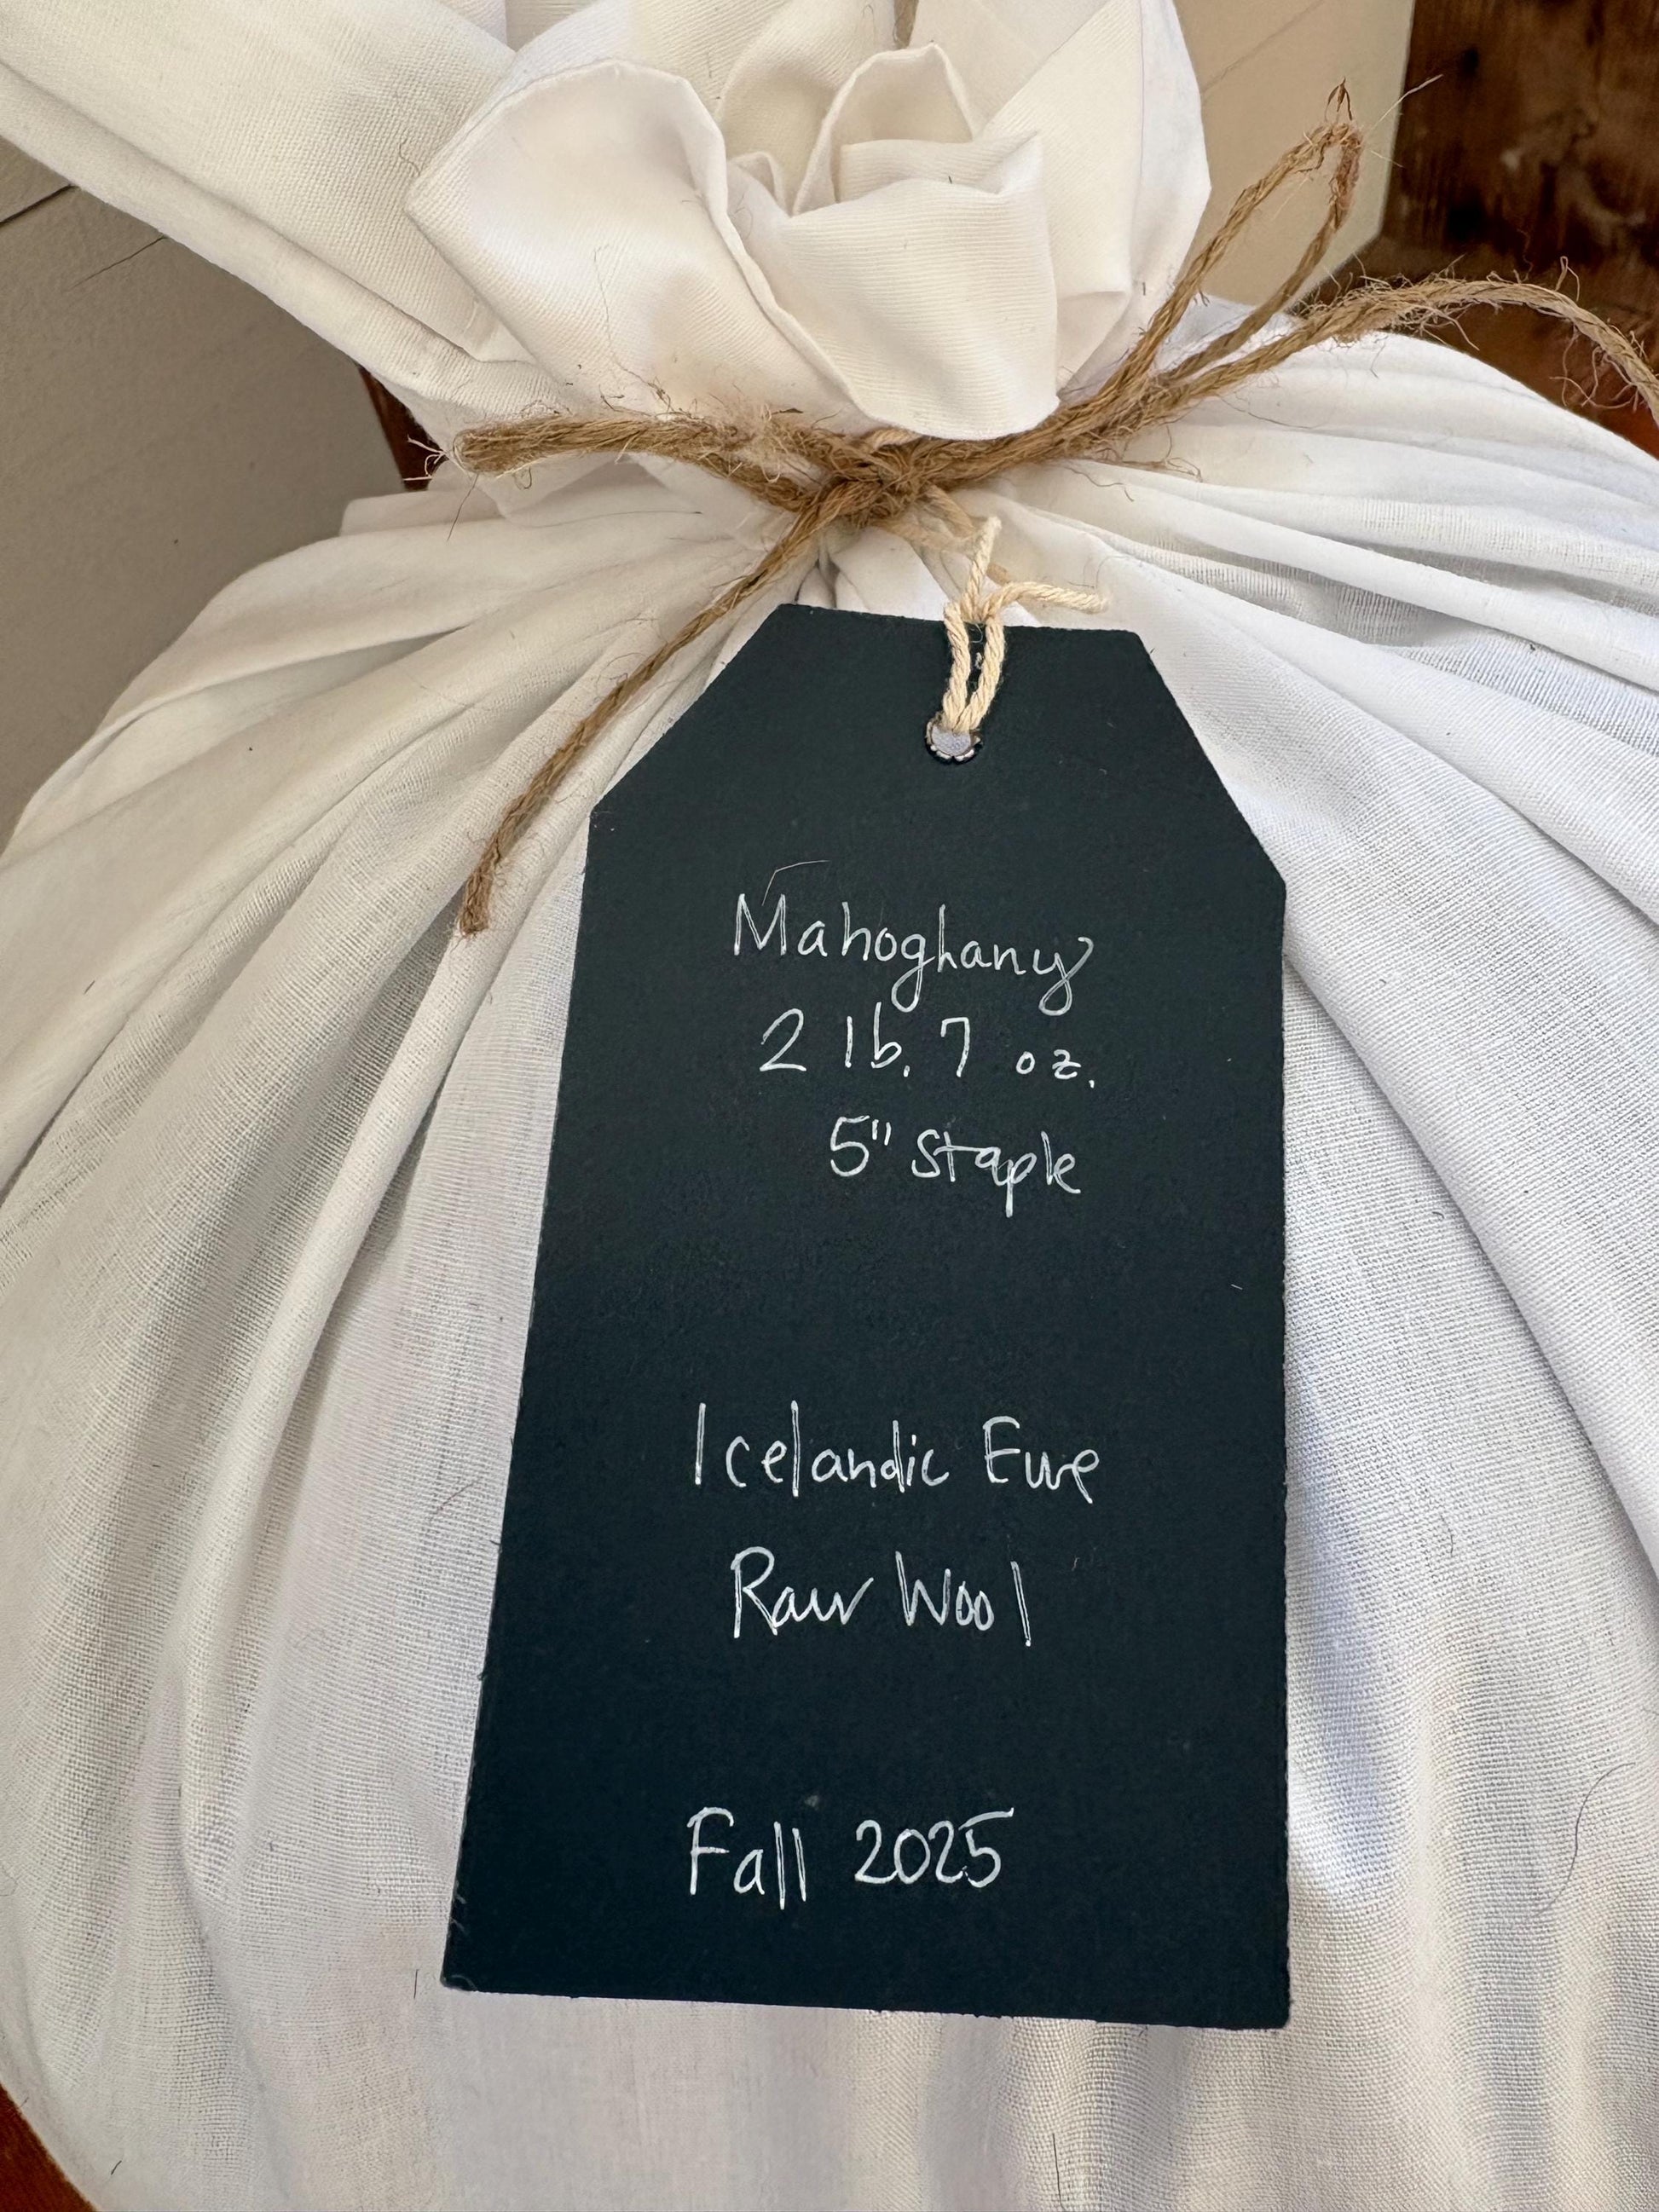 Mahoghany
2 lb. 7 oz.
5" Staple
Icelandic Ewe
Raw Wool
Fall 2025